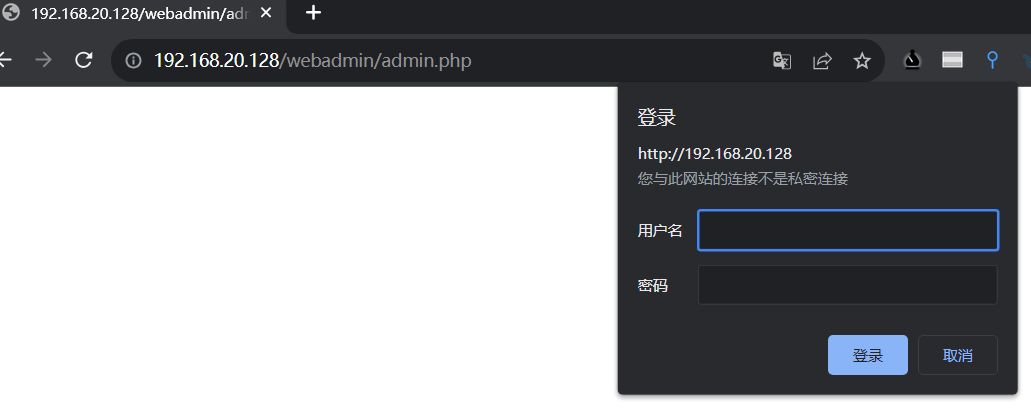 192.168.20.128/webadmin/adm
192.168.20.128/webadmin/admin.php
登录
http://192.168.20.128
您与此网站的连接不是私密连接
用户名
密码
登录
取消